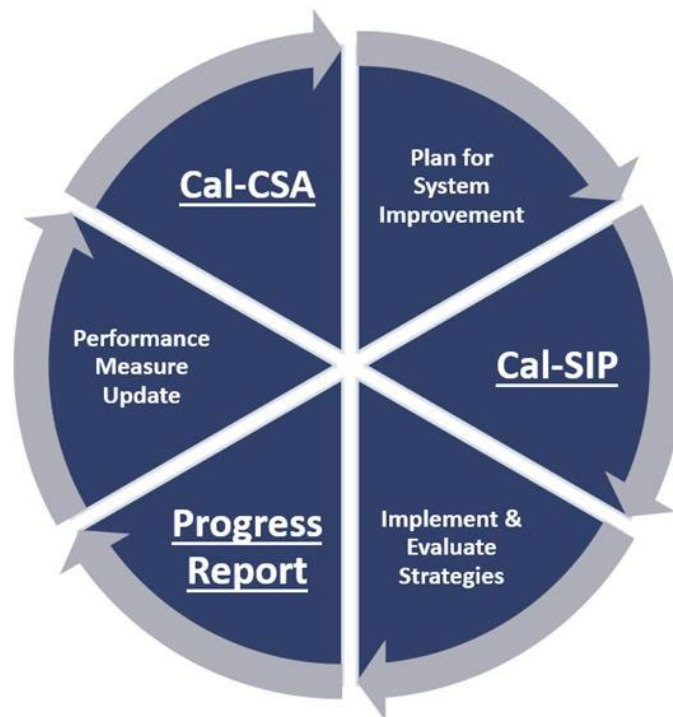 Cal-CSA
Plan for
System
Improvement
Cal-SIP
Implement &
Evaluate
Strategies
Progress
Report
Performance
Measure
Update